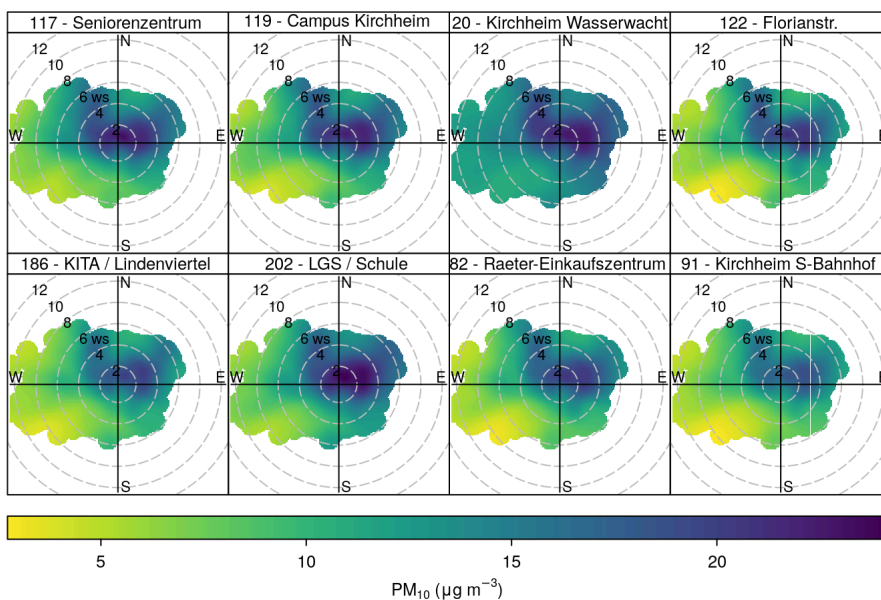 117 - Seniorenzentrum
119 - Campus Kirchheim
20 - Kirchheim Wasserwacht
122 - Florianstr.
12
10
8
6 ws
4
2
N
W
E
S
12
10
8
6 ws
4
2
N
W
E
S
12
10
8
6 ws
4
2
N
W
E
S
12
10
8
6 ws
4
2
N
W
E
S
186 - KITA / Lindenviertel
202 - LGS / Schule
82 - Raeter-Einkaufszentrum
91 - Kirchheim S-Bahnhof
12
10
8
6 ws
4
2
N
W
E
S
12
10
8
6 ws
4
2
N
W
E
S
12
10
8
6 ws
4
2
N
W
E
S
12
10
8
6 ws
4
2
N
W
E
S
5 10 15 20
PM₁₀ (µg m⁻³)